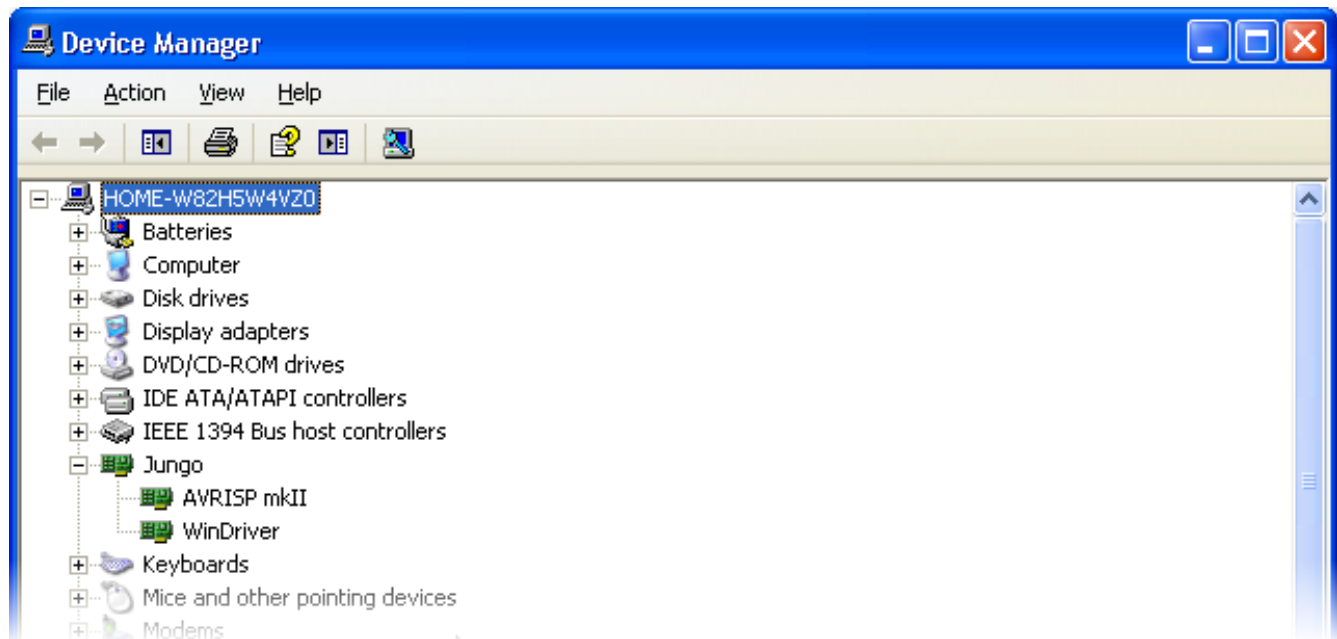 Device Manager
File Action View Help
HOME-W82H5W4VZ0
Batteries
Computer
Disk drives
Display adapters
DVD/CD-ROM drives
IDE ATA/ATAPI controllers
IEEE 1394 Bus host controllers
Jungo
AVRISP mkII
WinDriver
Keyboards
Mice and other pointing devices
Modems